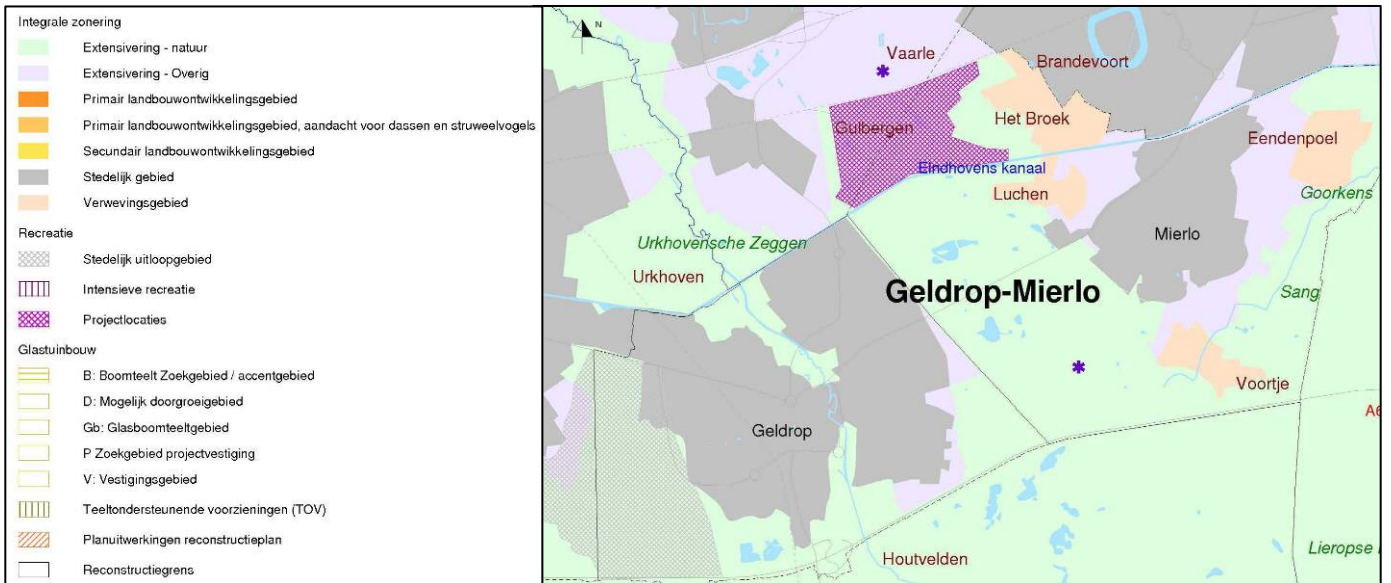 Integrale zonering
Extensivering - natuur
Extensivering - Overig
Primair landbouwontwikkelingsgebied
Primair landbouwontwikkelingsgebied, aandacht voor dassen en struweelvogels
Secundair landbouwontwikkelingsgebied
Stedelijk gebied
Verwevingsgebied
Recreatie
Stedelijk uitloopgebied
Intensieve recreatie
Projectlocaties
Glastuinbouw
B: Boomteelt Zoekgebied / accentgebied
D: Mogelijk doorgroeigebied
Gb: Glasboomteeltgebied
P Zoekgebied projectvestiging
V: Vestigingsgebied
Teeltondersteunende voorzieningen (TOV)
Planuitwerkingen reconstructieplan
Reconstructiegrens
N
Vaarle
Brandevoort
Gulbergen
Het Broek
Eendenpoel
Eindhovens kanaal
Luchen
Goorkens
Mierlo
Urkhovensche Zeggen
Urkhoven
Geldrop-Mierlo
Sang
Voortje
A6
Geldrop
Houtvelden
Lieropse